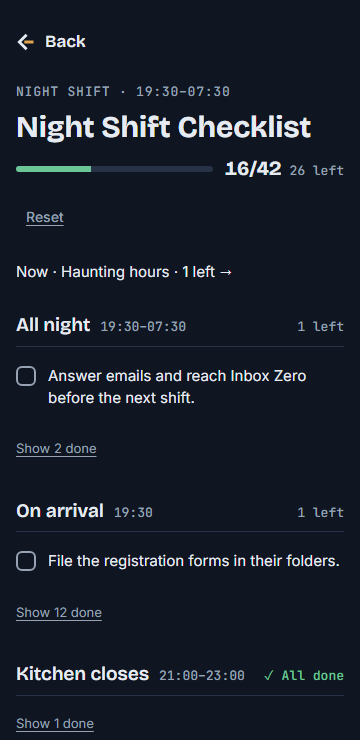 Back
NIGHT SHIFT · 19:30–07:30
Night Shift Checklist
16/42 26 left
Reset
Now · Haunting hours · 1 left →
All night 19:30–07:30 1 left
Answer emails and reach Inbox Zero
before the next shift.
Show 2 done
On arrival 19:30 1 left
File the registration forms in their folders.
Show 12 done
Kitchen closes 21:00–23:00 ✓ All done
Show 1 done